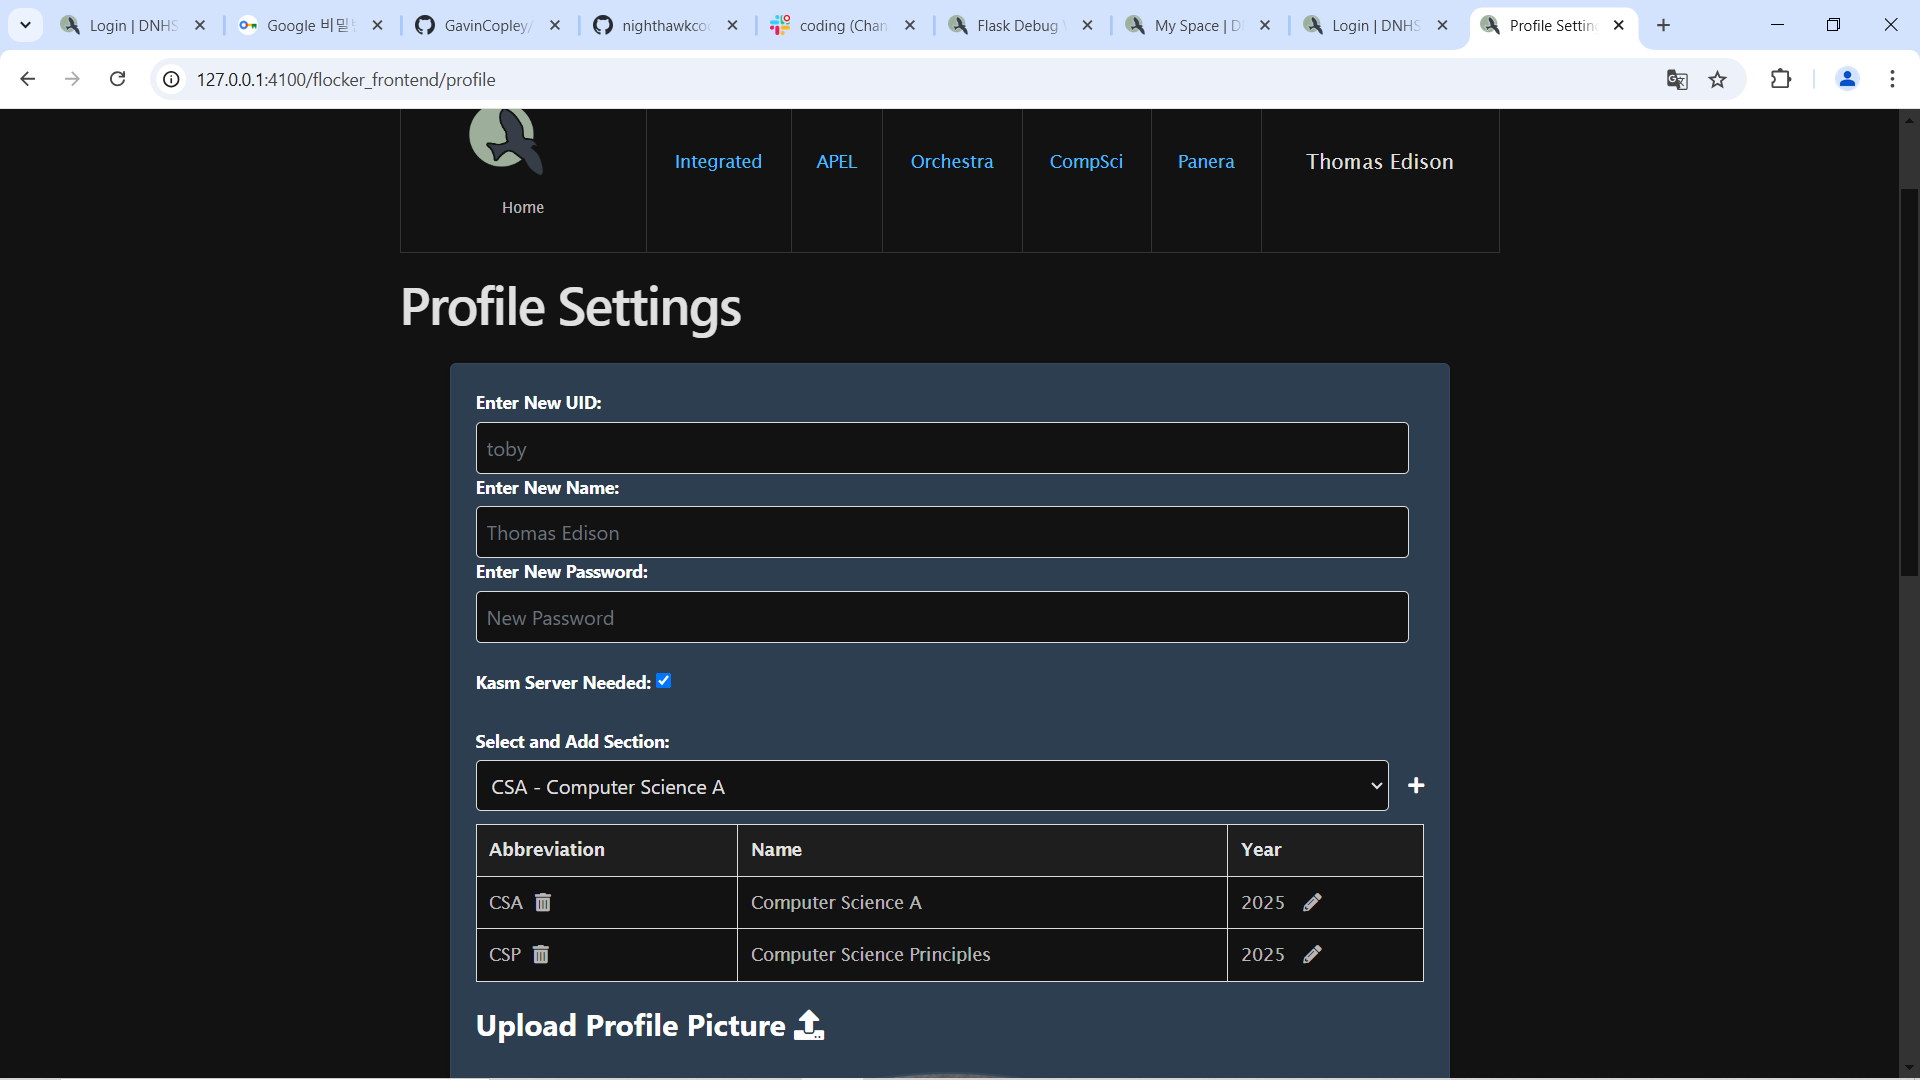 Login | DNHS
Google 비밀번
GavinCopley/
nighthawkco
coding (Chan
Flask Debug
My Space | D
Login | DNHS
Profile Settin
127.0.0.1:4100/flocker_frontend/profile
Home
Integrated
APEL
Orchestra
CompSci
Panera
Thomas Edison
Profile Settings
Enter New UID:
toby
Enter New Name:
Thomas Edison
Enter New Password:
New Password
Kasm Server Needed:
Select and Add Section:
CSA - Computer Science A
Abbreviation Name Year
CSA Computer Science A 2025
CSP Computer Science Principles 2025
Upload Profile Picture